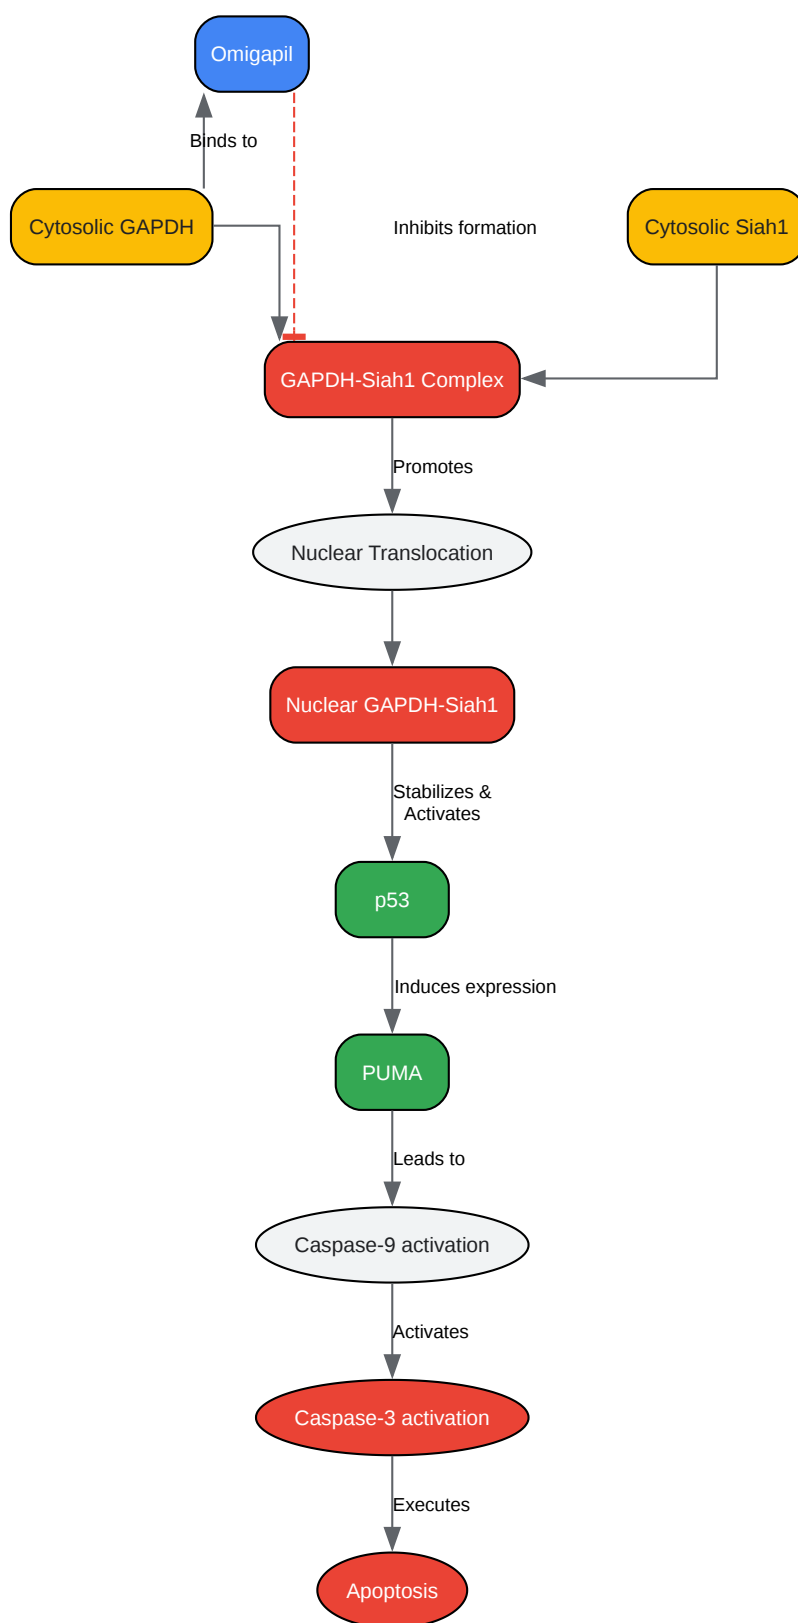 Omigapil
Binds to
Cytosolic GAPDH
Inhibits formation
Cytosolic Siah1
GAPDH-Siah1 Complex
Promotes
Nuclear Translocation
Nuclear GAPDH-Siah1
Stabilizes &
Activates
p53
Induces expression
PUMA
Leads to
Caspase-9 activation
Activates
Caspase-3 activation
Executes
Apoptosis